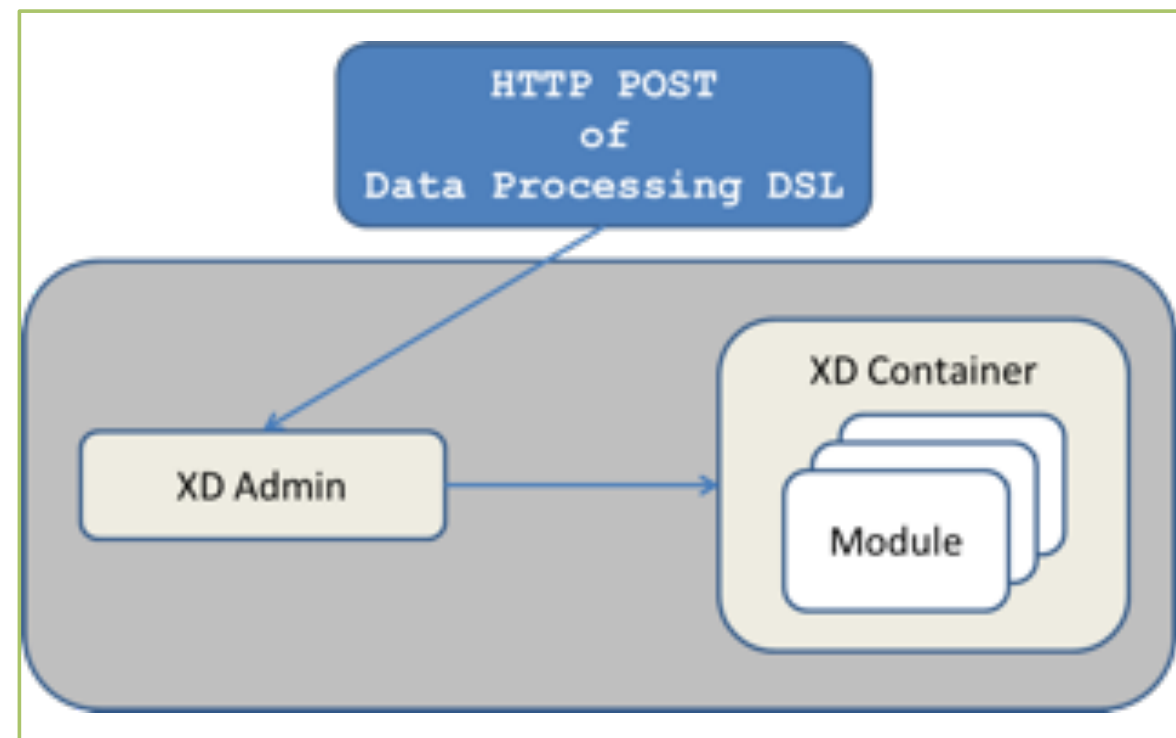 HTTP POST
of
Data Processing DSL
XD Container
XD Admin
Module